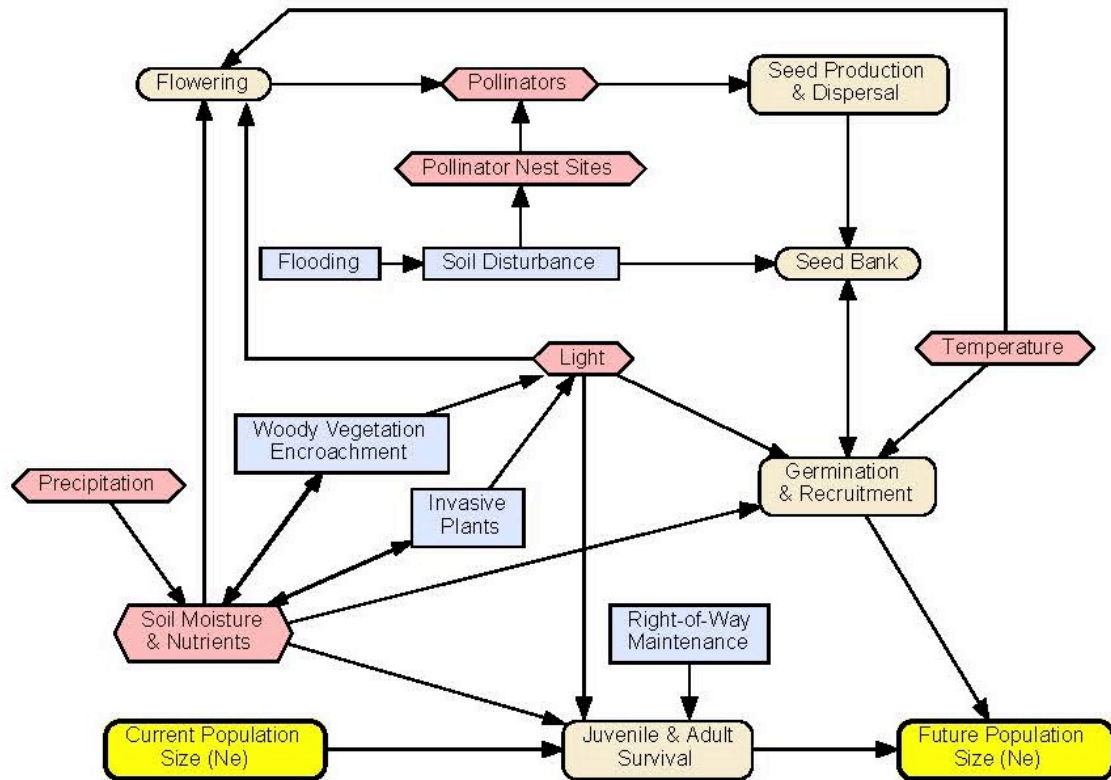 Flowering
Pollinators
Seed Production
& Dispersal
Pollinator Nest Sites
Flooding
Soil Disturbance
Seed Bank
Light
Temperature
Woody Vegetation
Encroachment
Precipitation
Invasive
Plants
Germination
& Recruitment
Soil Moisture
& Nutrients
Right-of-Way
Maintenance
Current Population
Size (Ne)
Juvenile & Adult
Survival
Future Population
Size (Ne)